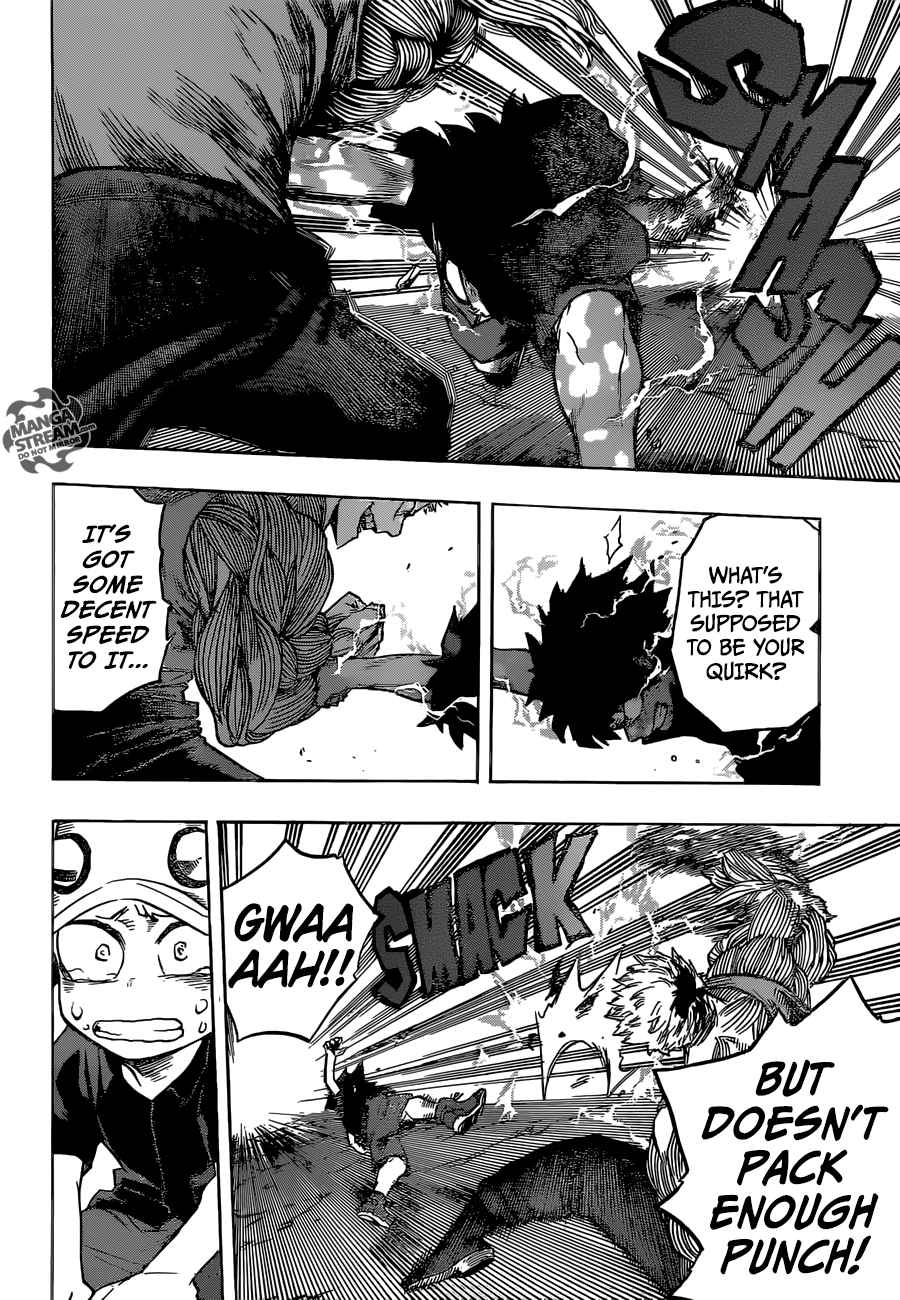 SMASH
MANGA
STREAM.com
DO NOT MIRROR
WHAT'S
THIS? THAT
SUPPOSED
TO BE YOUR
QUIRK?
IT'S
GOT
SOME
DECENT
SPEED
TO IT...
BUT
DOESN'T
PACK
ENOUGH
PUNCH!
SMACK
GWAA
AAH!!